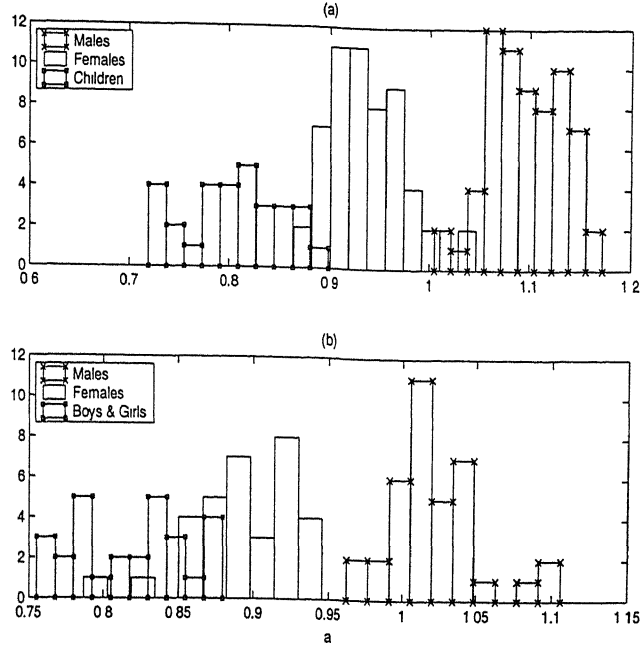 (a)
12
10
8
6
4
2
0
Males
Females
Children
0 6 0.7 0.8 0 9 1 1.1 1 2
(b)
12
10
8
6
4
2
0
Males
Females
Boys & Girls
0.75 0 8 0 85 0.9 0.95 1 1 05 1.1 1 15
a